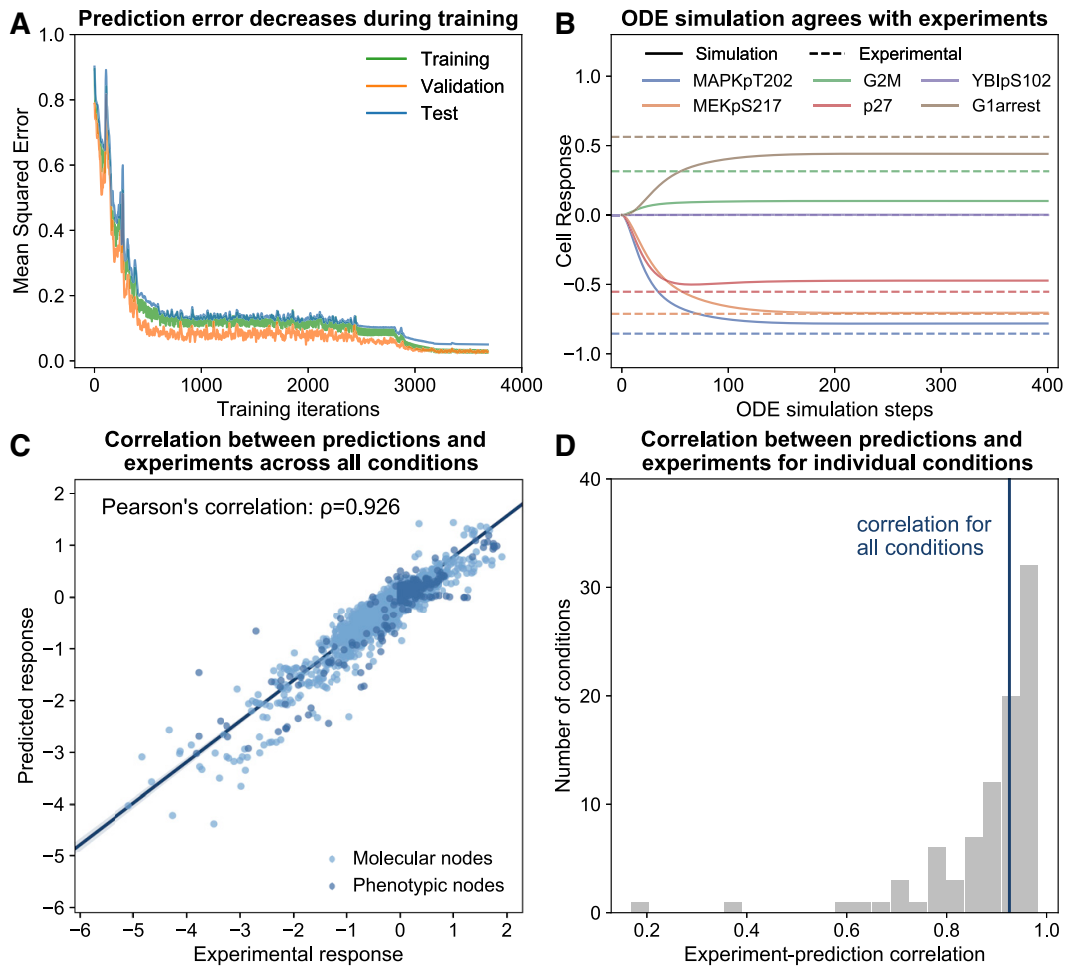 A
Prediction error decreases during training
1.0
0.8
0.6
0.4
0.2
0.0
Mean Squared Error
Training
Validation
Test
0
1000
2000
3000
4000
Training iterations
B
ODE simulation agrees with experiments
Simulation
Experimental
MAPKpT202
G2M
YBIpS102
MEKpS217
p27
G1arrest
1.0
0.5
0.0
−0.5
−1.0
Cell Response
0
100
200
300
400
ODE simulation steps
C
Correlation between predictions and
experiments across all conditions
Pearson's correlation: ρ=0.926
2
1
0
−1
−2
−3
−4
−5
−6
Predicted response
Molecular nodes
Phenotypic nodes
−6
−5
−4
−3
−2
−1
0
1
2
Experimental response
D
Correlation between predictions and
experiments for individual conditions
correlation for
all conditions
40
30
20
10
0
Number of conditions
0.2
0.4
0.6
0.8
1.0
Experiment-prediction correlation